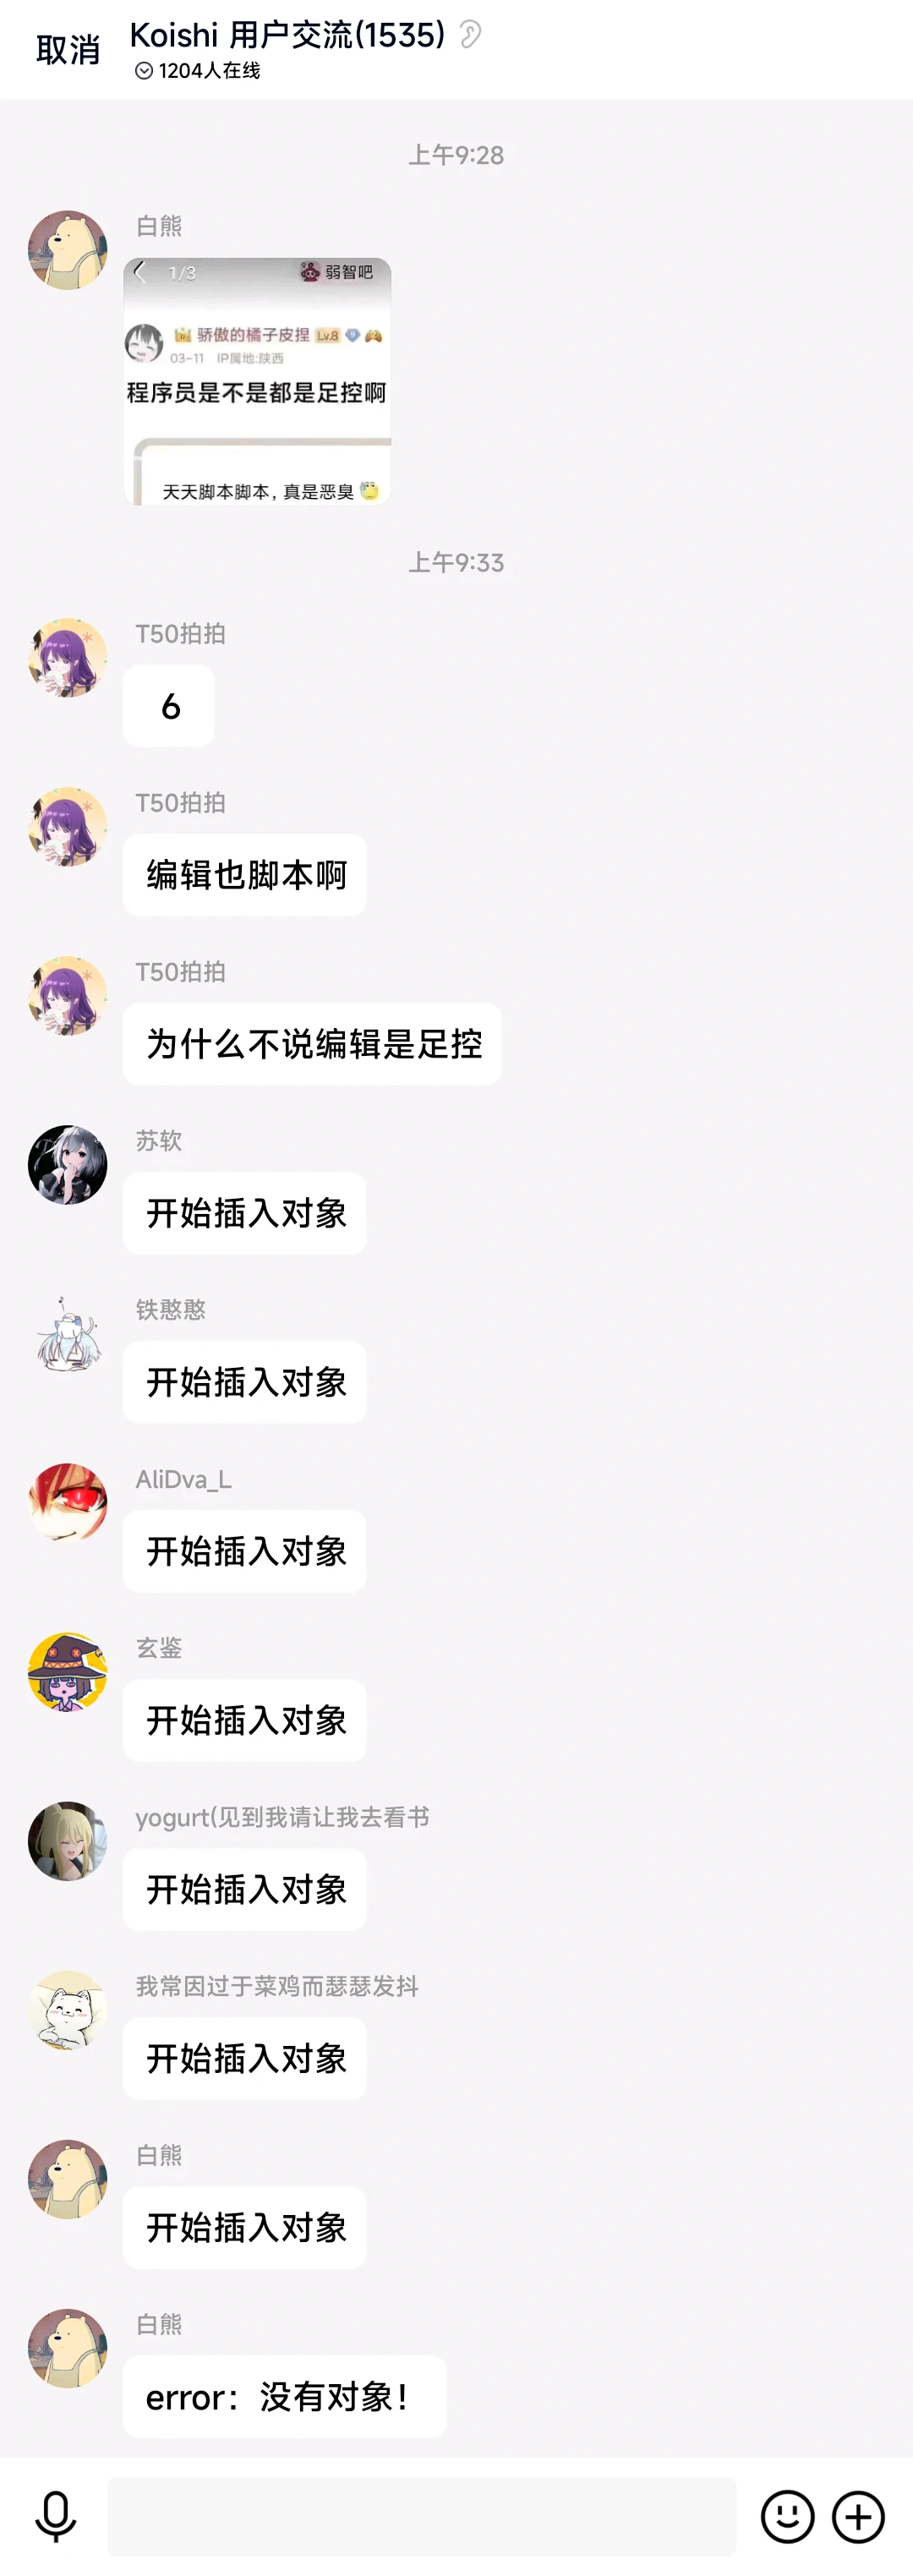 取消
Koishi 用户交流(1535)
1204人在线
上午9:28
白熊
1/3
弱智吧
骄傲的橘子皮捏 Lv.8 9
03-11 IP属地:陕西
程序员是不是都是足控啊
天天脚本脚本，真是恶臭
上午9:33
T50拍拍
6
T50拍拍
编辑也脚本啊
T50拍拍
为什么不说编辑是足控
苏软
开始插入对象
铁憨憨
开始插入对象
AliDva_L
开始插入对象
玄鉴
开始插入对象
yogurt(见到我请让我去看书
开始插入对象
我常因过于菜鸡而瑟瑟发抖
开始插入对象
白熊
开始插入对象
白熊
error：没有对象！